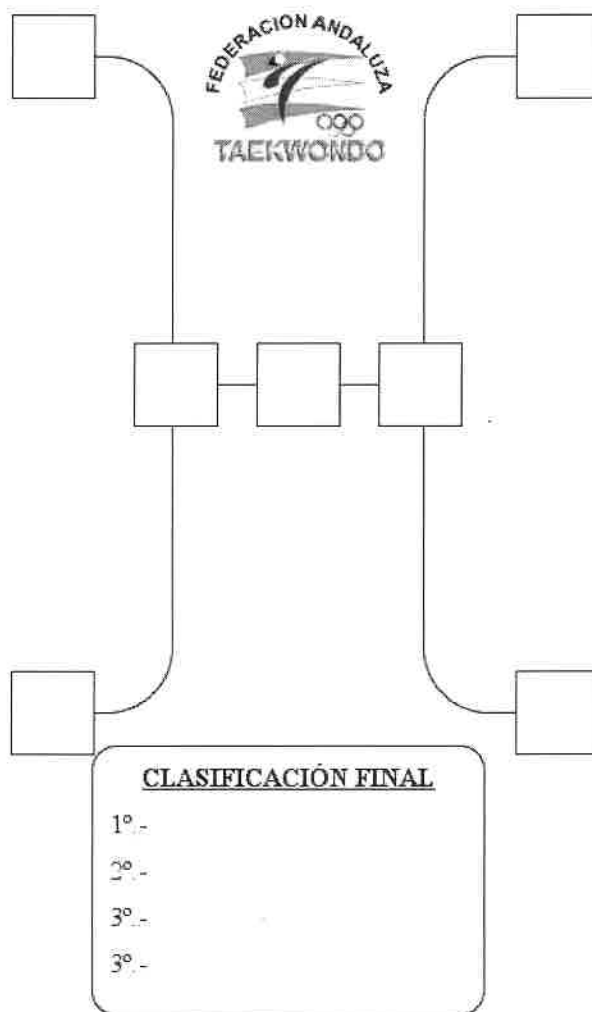 FEDERACION ANDALUZA
TAEKWONDO
CLASIFICACIÓN FINAL
1º.-
2º.-
3º.-
3º.-